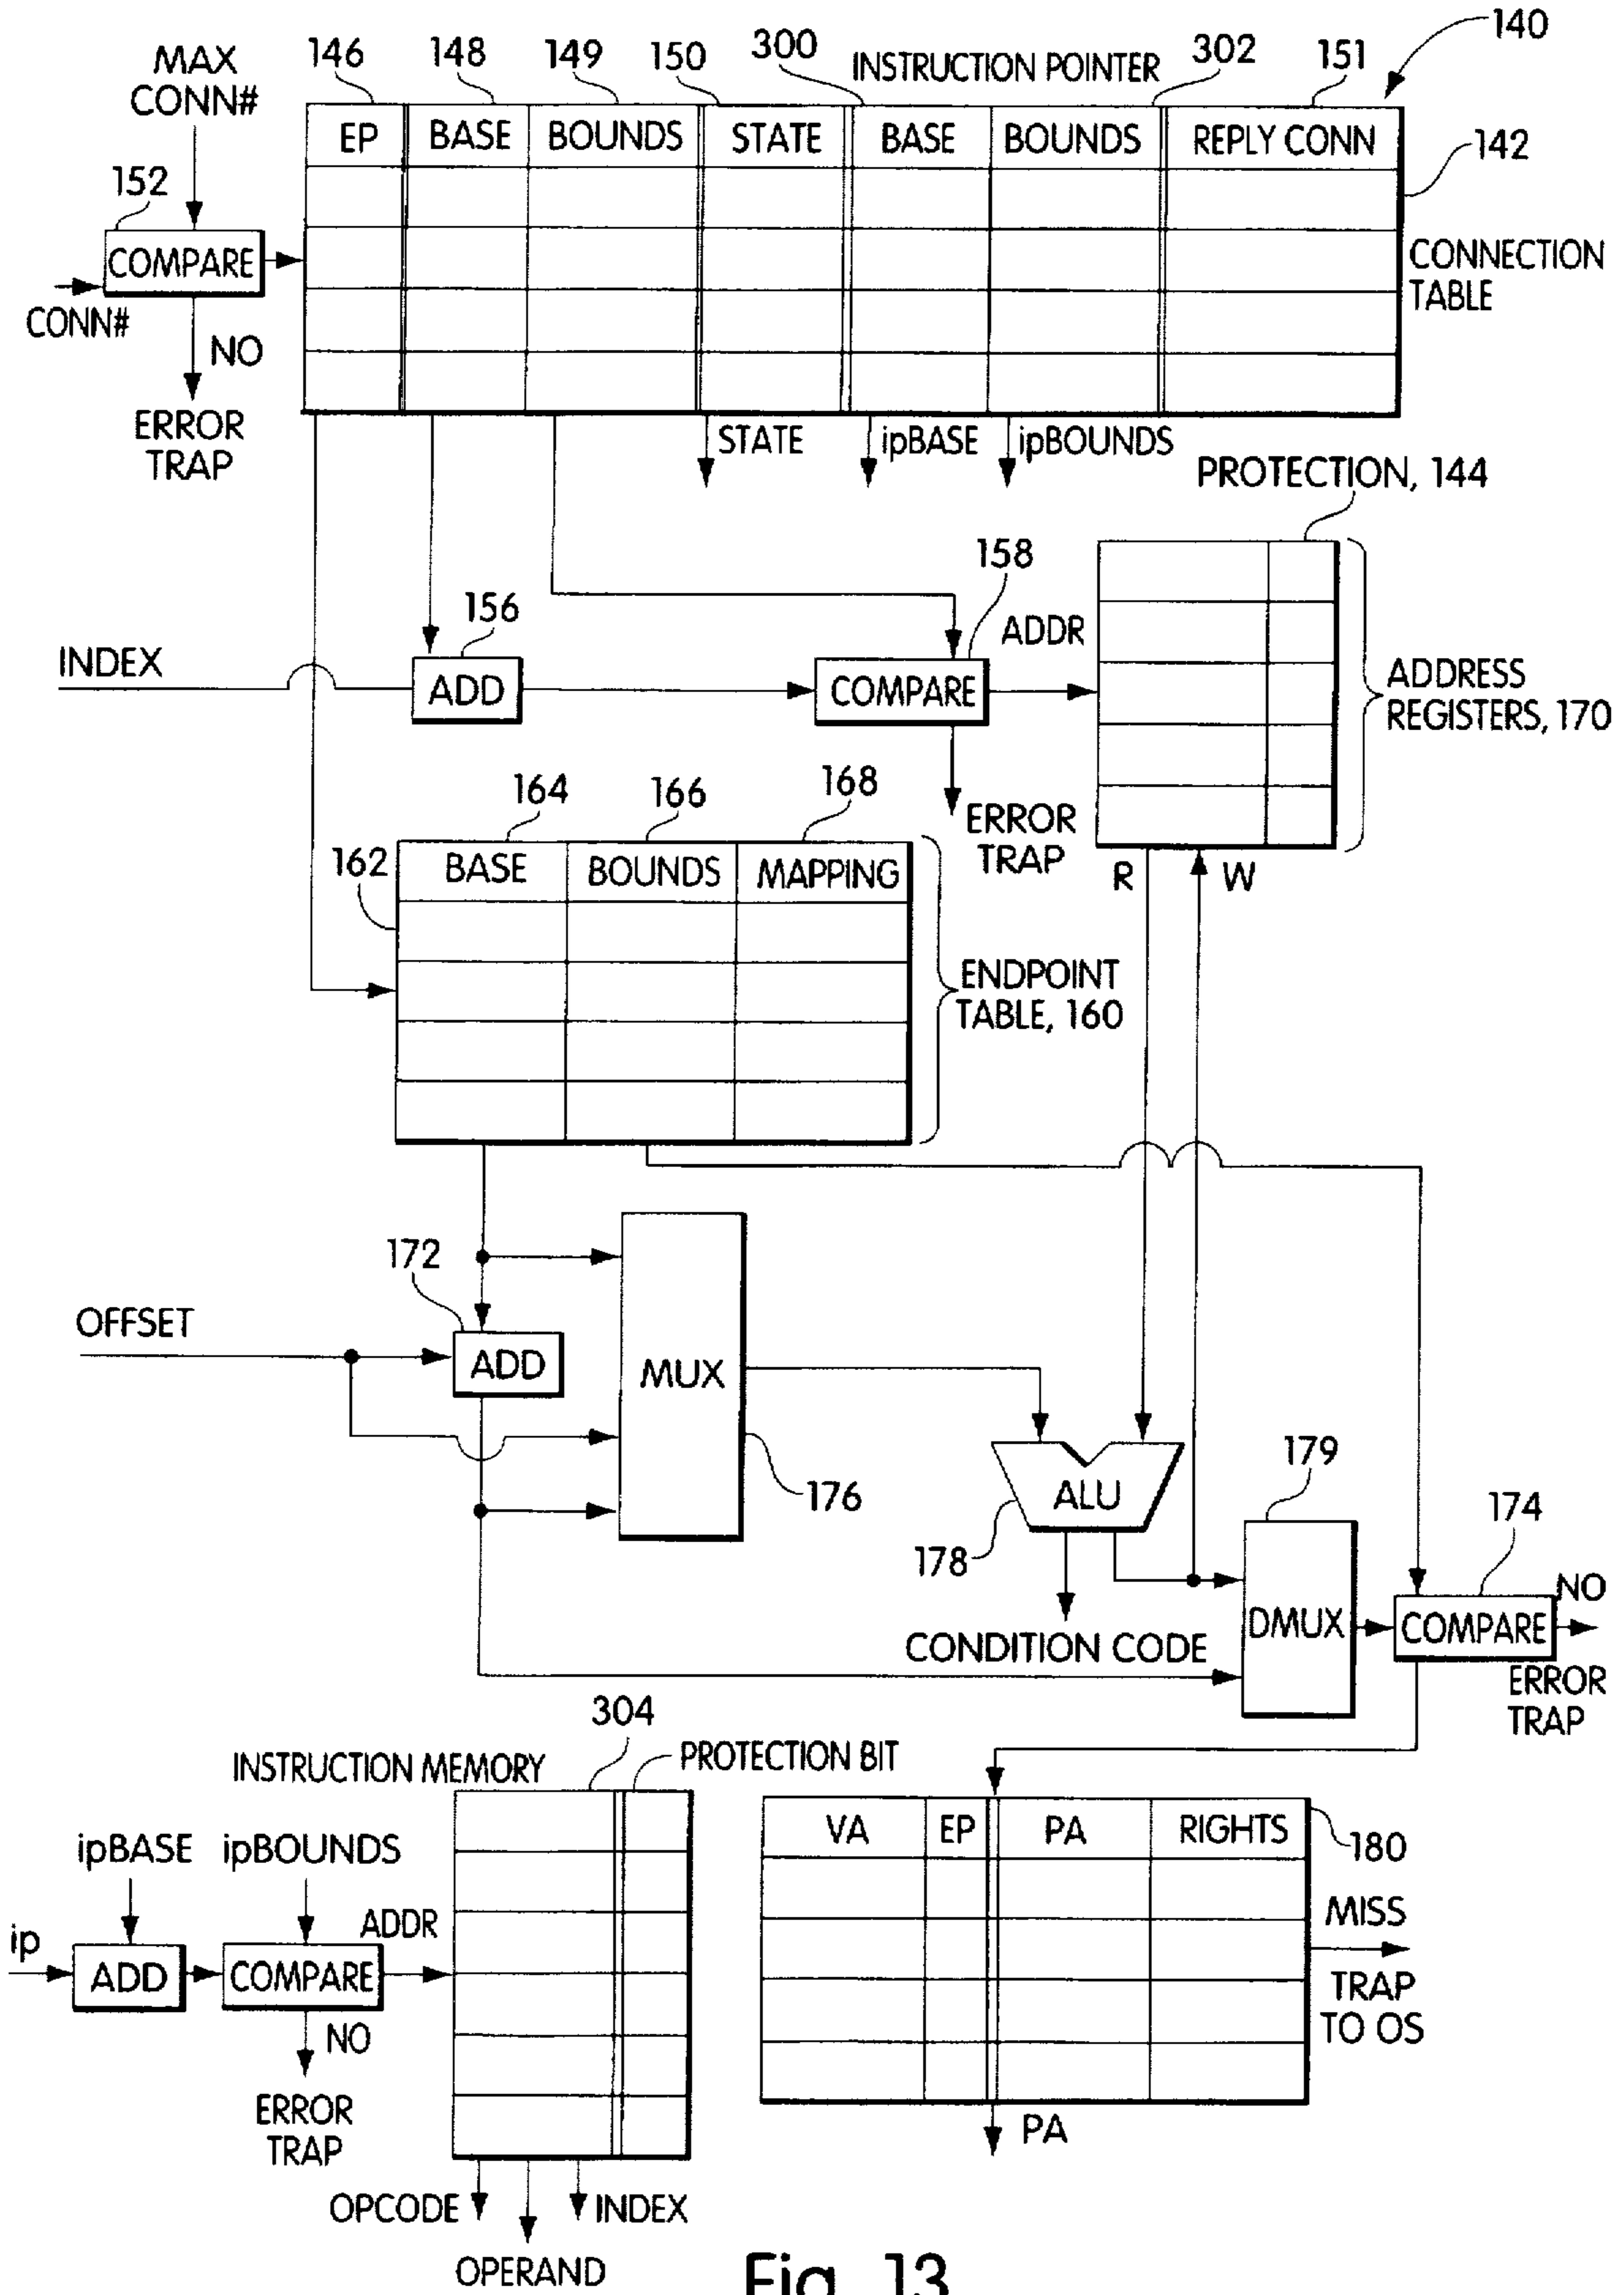 140
146 148 149 150 300 INSTRUCTION POINTER 302 151
MAX
CONN#
EP BASE BOUNDS STATE BASE BOUNDS REPLY CONN
142
152
COMPARE
CONN#
CONNECTION
TABLE
NO
ERROR
TRAP
STATE ipBASE ipBOUNDS
PROTECTION, 144
158
156
ADDR
INDEX
ADD
COMPARE
ADDRESS
REGISTERS, 170
164 166 168
ERROR
TRAP
162
BASE BOUNDS MAPPING
R W
ENDPOINT
TABLE, 160
172
OFFSET
ADD
MUX
176
ALU
178
179
174
NO
DMUX
COMPARE
CONDITION CODE
ERROR
TRAP
304
INSTRUCTION MEMORY
PROTECTION BIT
VA EP PA RIGHTS
180
ipBASE ipBOUNDS
ip
ADDR
ADD
COMPARE
MISS
TRAP
TO OS
NO
ERROR
TRAP
PA
OPCODE
INDEX
OPERAND
Fig. 13